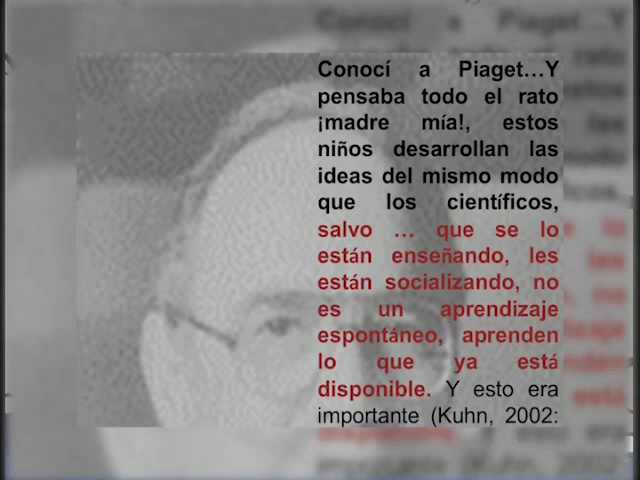 Conocí a Piaget…Y
pensaba todo el rato
¡madre mía!, estos
niños desarrollan las
ideas del mismo modo
que los científicos,
salvo … que se lo
están enseñando, les
están socializando, no
es un aprendizaje
espontáneo, aprenden
lo que ya está
disponible. Y esto era
importante (Kuhn, 2002: